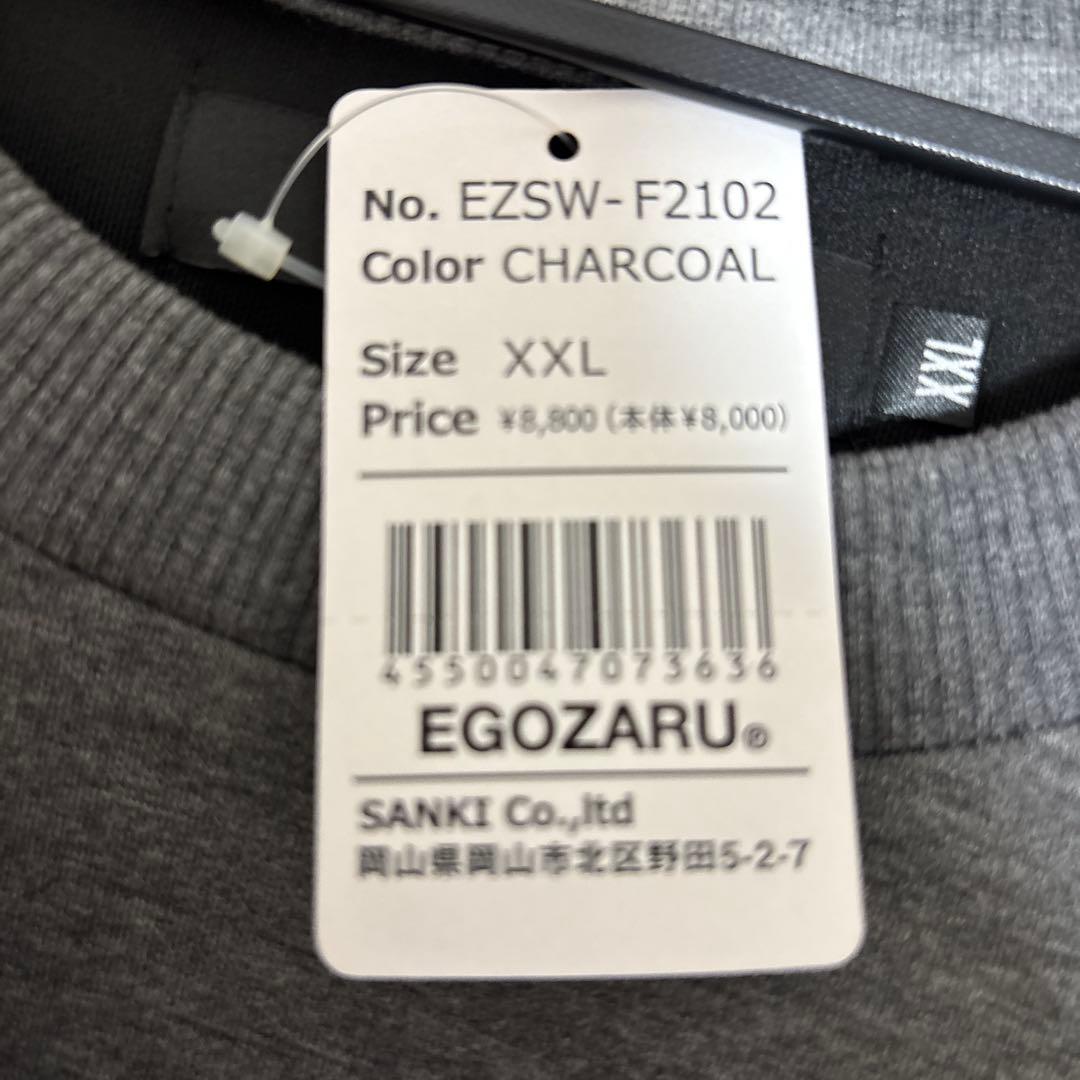 No. EZSW-F2102
Color CHARCOAL
Size XXL
Price ¥8,800 (本体¥8,000)
4550047073636
EGOZARU®
SANKI Co.,ltd
岡山県岡山市北区野田5-2-7
XXL